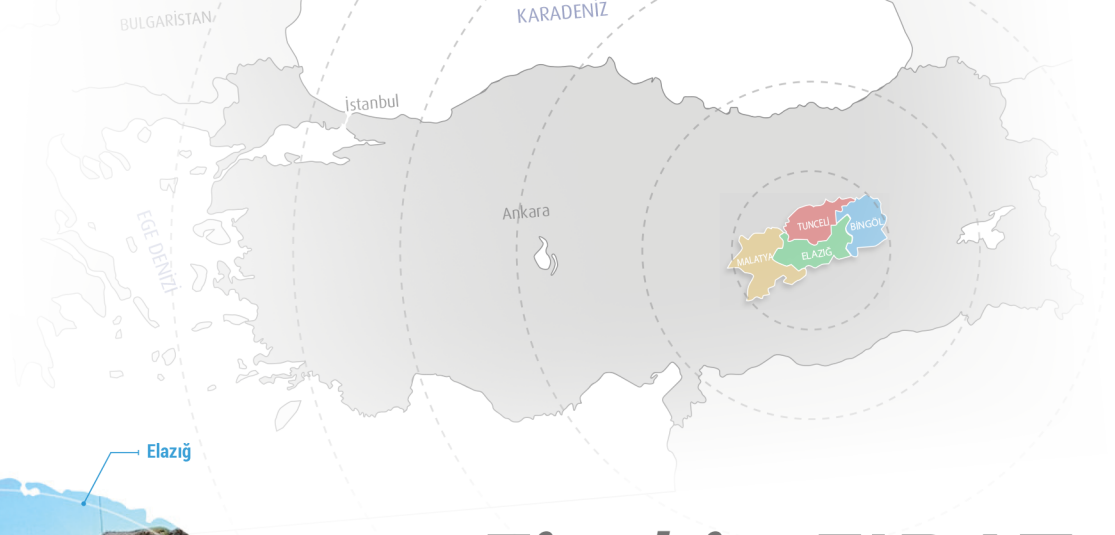 KARADENİZ
BULGARİSTAN
İstanbul
Ankara
EGE DENİZİ
TUNCELİ
BİNGÖL
MALATYA
ELAZIĞ
Elazığ